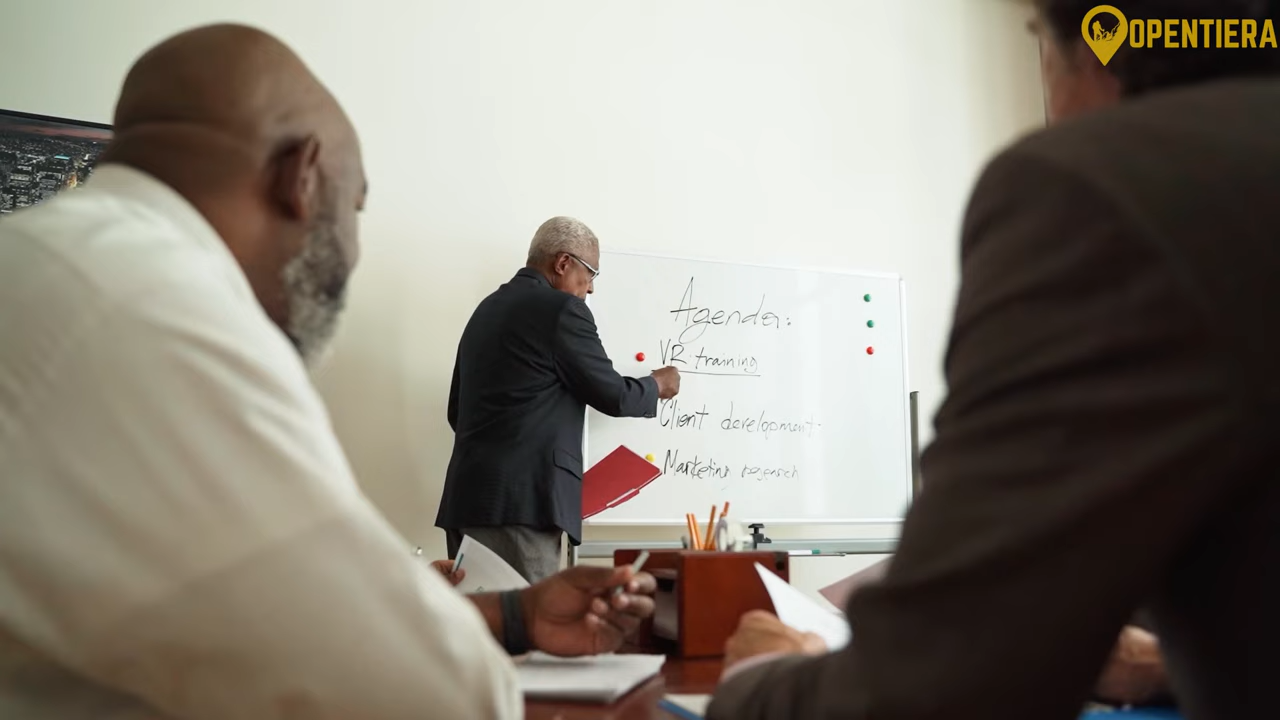 OPENTIERA
Agenda:
VR training
Client development
Marketing research